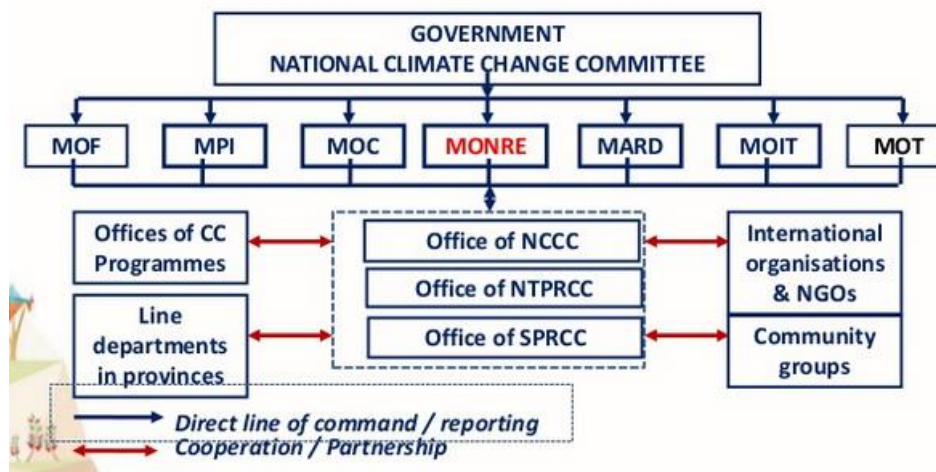 GOVERNMENT
NATIONAL CLIMATE CHANGE COMMITTEE
MOF MPI MOC MONRE MARD MOIT MOT
Offices of CC
Programmes
Line
departments
in provinces
Office of NCCC
Office of NTPRCC
Office of SPRCC
International
organisations
& NGOs
Community
groups
Direct line of command / reporting
Cooperation / Partnership